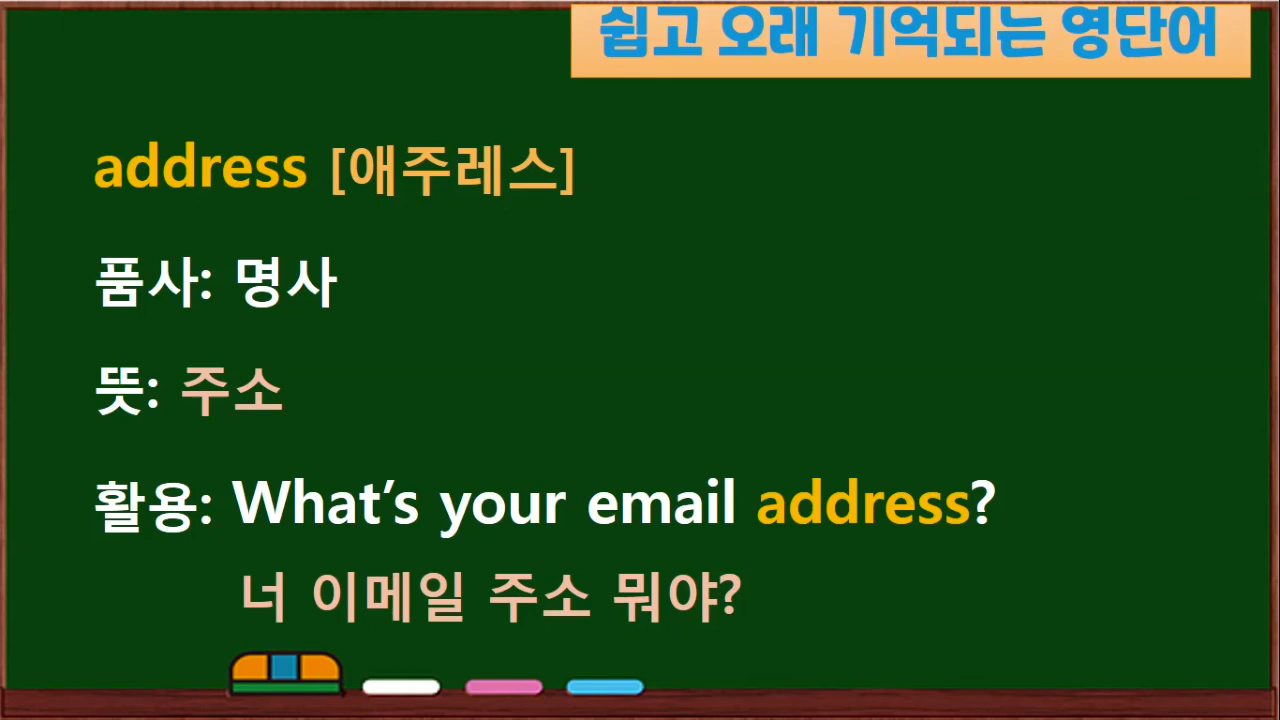 쉽고 오래 기억되는 영단어
address [애주레스]
품사: 명사
뜻: 주소
활용: What's your email address?
너 이메일 주소 뭐야?